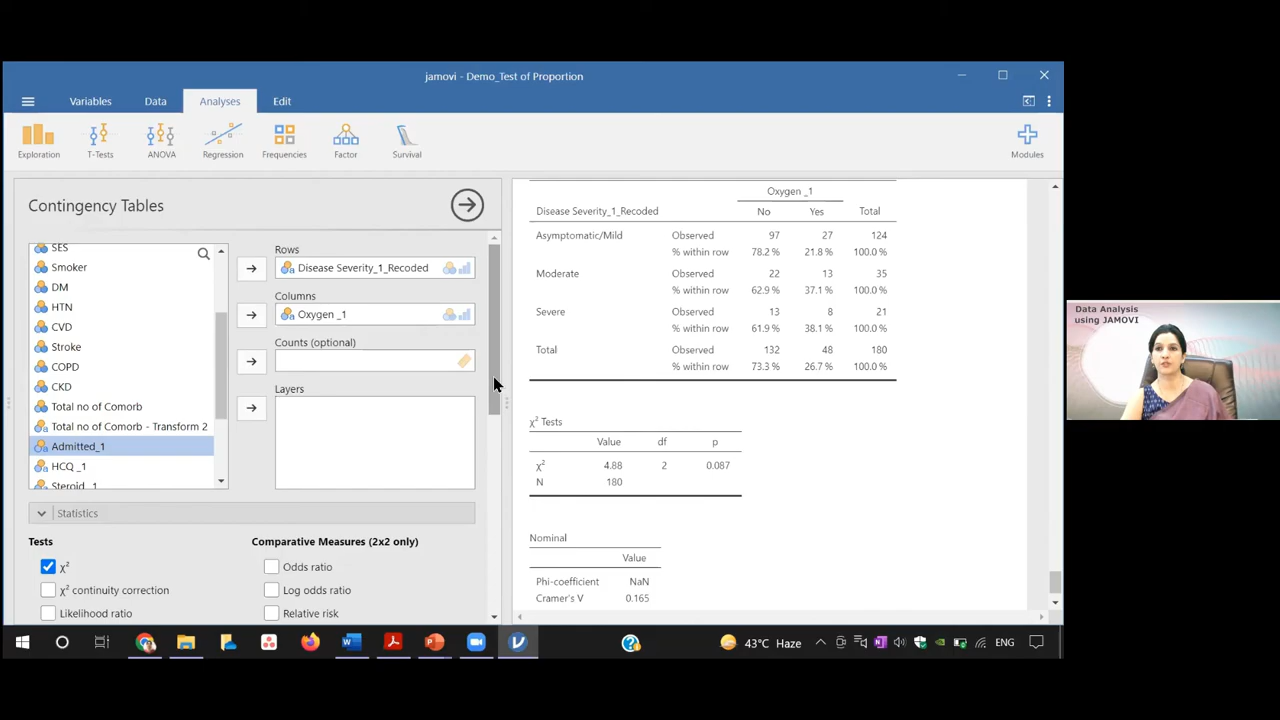 jamovi - Demo_Test of Proportion
Variables Data Analyses Edit
Exploration T-Tests ANOVA Regression Frequencies Factor Survival Modules
Contingency Tables
SES
Smoker
DM
HTN
CVD
Stroke
COPD
CKD
Total no of Comorb
Total no of Comorb - Transform 2
Admitted_1
HCQ _1
Steroid _1
Rows
Disease Severity_1_Recoded
Columns
Oxygen _1
Counts (optional)
Layers
Statistics
Tests Comparative Measures (2x2 only)
χ² Odds ratio
χ² continuity correction Log odds ratio
Likelihood ratio Relative risk
Oxygen _1
Disease Severity_1_Recoded No Yes Total
Asymptomatic/Mild Observed 97 27 124
% within row 78.2 % 21.8 % 100.0 %
Moderate Observed 22 13 35
% within row 62.9 % 37.1 % 100.0 %
Severe Observed 13 8 21
% within row 61.9 % 38.1 % 100.0 %
Total Observed 132 48 180
% within row 73.3 % 26.7 % 100.0 %
χ² Tests
Value df p
χ² 4.88 2 0.087
N 180
Nominal
Value
Phi-coefficient NaN
Cramer's V 0.165
Data Analysis
using JAMOVI
43°C Haze ENG